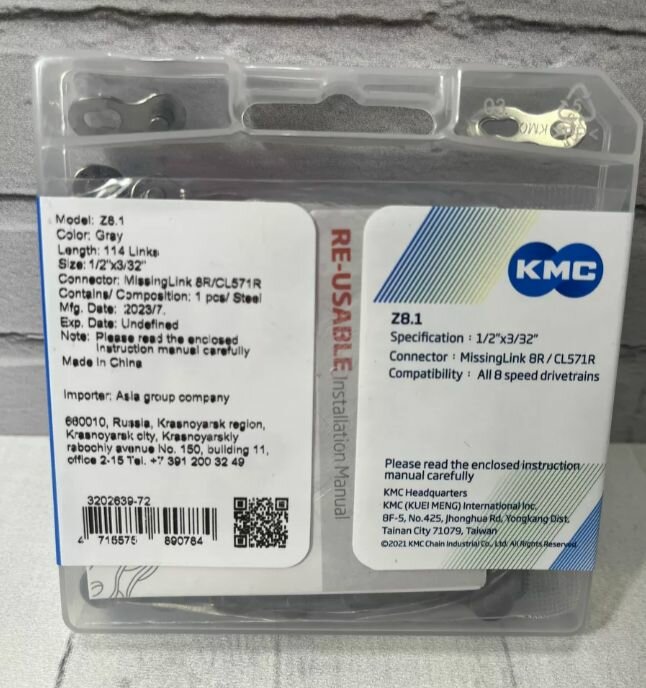 KMC
Model: Z8.1
Color: Gray
Length: 114 Links
Size: 1/2"x3/32"
Connector: MissingLink 8R/CL571R
Contains/ Composition: 1 pcs/ Steel
Mfg. Date: 2023/7.
Exp. Date: Undefined
Note: Please read the enclosed
instruction manual carefully
Made in China
Importer: Asia group company
660010, Russia, Krasnoyarsk region,
Krasnoyarsk city, Krasnoyarskiy
rabochiy avenue No. 150, building 11,
office 2-15 Tel. +7 391 200 32 49
3202639-72
4 715575 890784
RE-USABLE Installation Manual
KMC
Z8.1
Specification : 1/2"x3/32"
Connector : MissingLink 8R / CL571R
Compatibility : All 8 speed drivetrains
Please read the enclosed instruction
manual carefully
KMC Headquarters
KMC (KUEI MENG) International Inc.
8F-5, No.425, Jhonghua Rd, Yongkang Dist.
Tainan City 71079, Taiwan
©2021 KMC Chain Industrial Co., Ltd. All Rights Reserved.